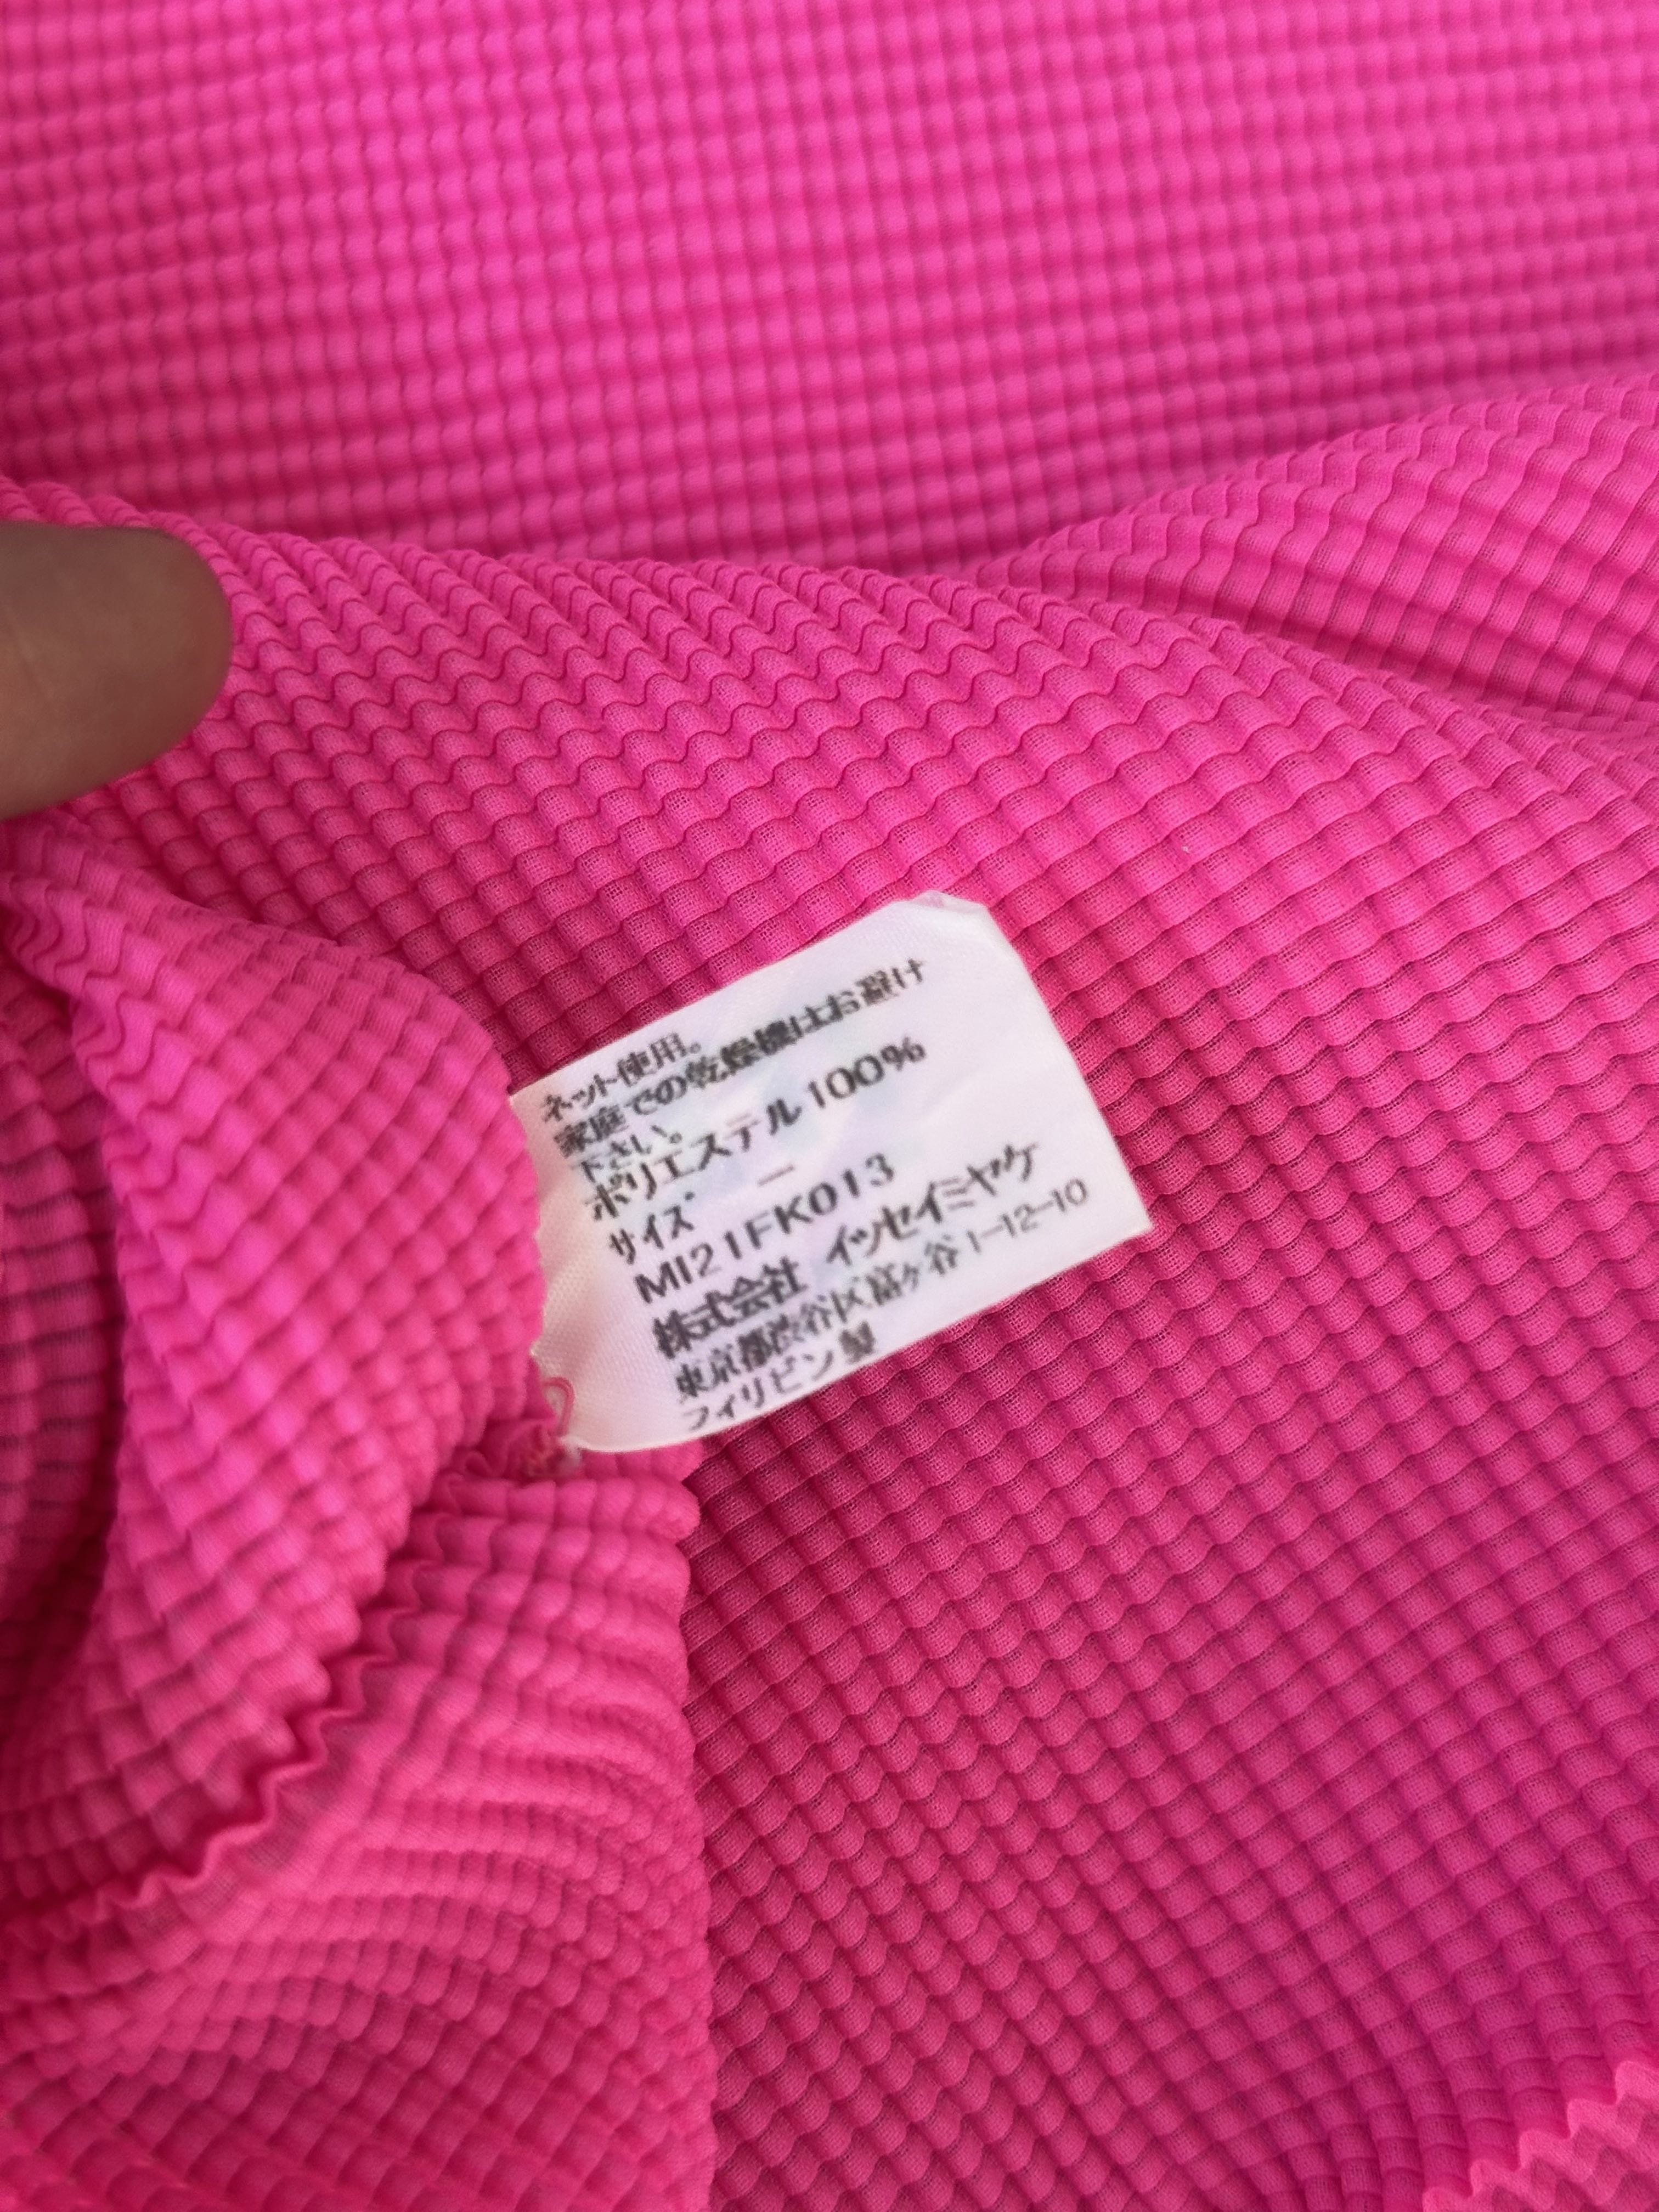 ネット使用。
家庭での乾燥機はお避け
下さい。
ポリエステル100%
サイズ ー
MI21FK013
株式会社 イッセイミヤケ
東京都渋谷区富ヶ谷1-12-10
フィリピン製